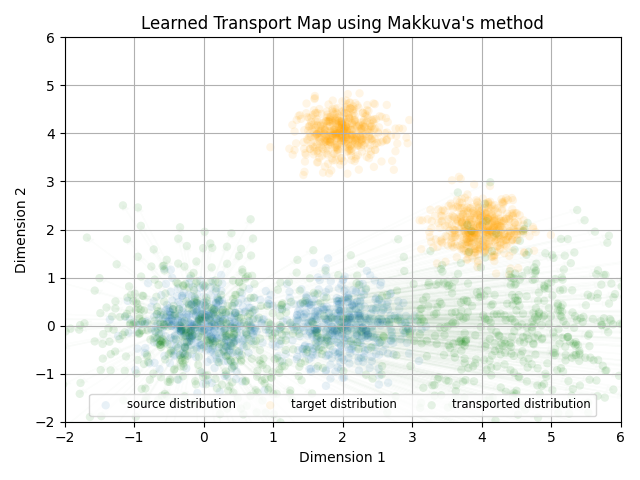 Learned Transport Map using Makkuva's method
6
5
4
3
2
1
0
−1
−2
Dimension 2
source distribution target distribution transported distribution
−2 −1 0 1 2 3 4 5 6
Dimension 1